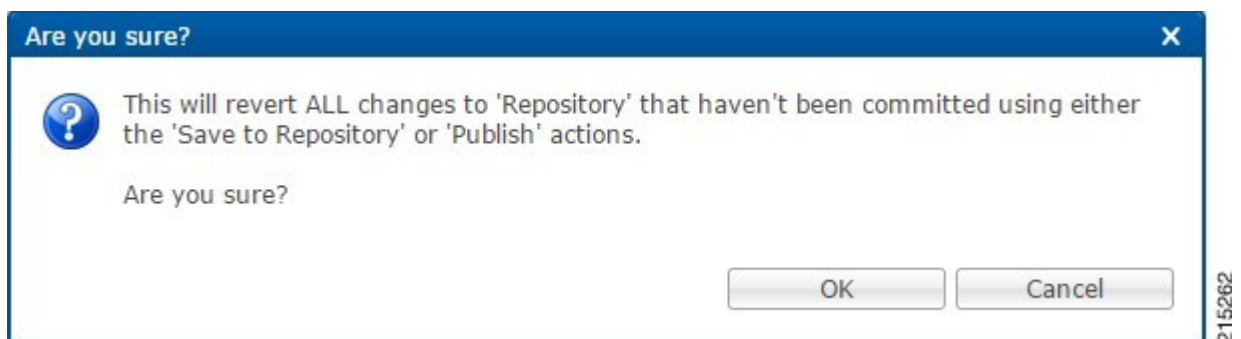 Are you sure?
X
This will revert ALL changes to 'Repository' that haven't been committed using either
the 'Save to Repository' or 'Publish' actions.
Are you sure?
OK
Cancel
215262